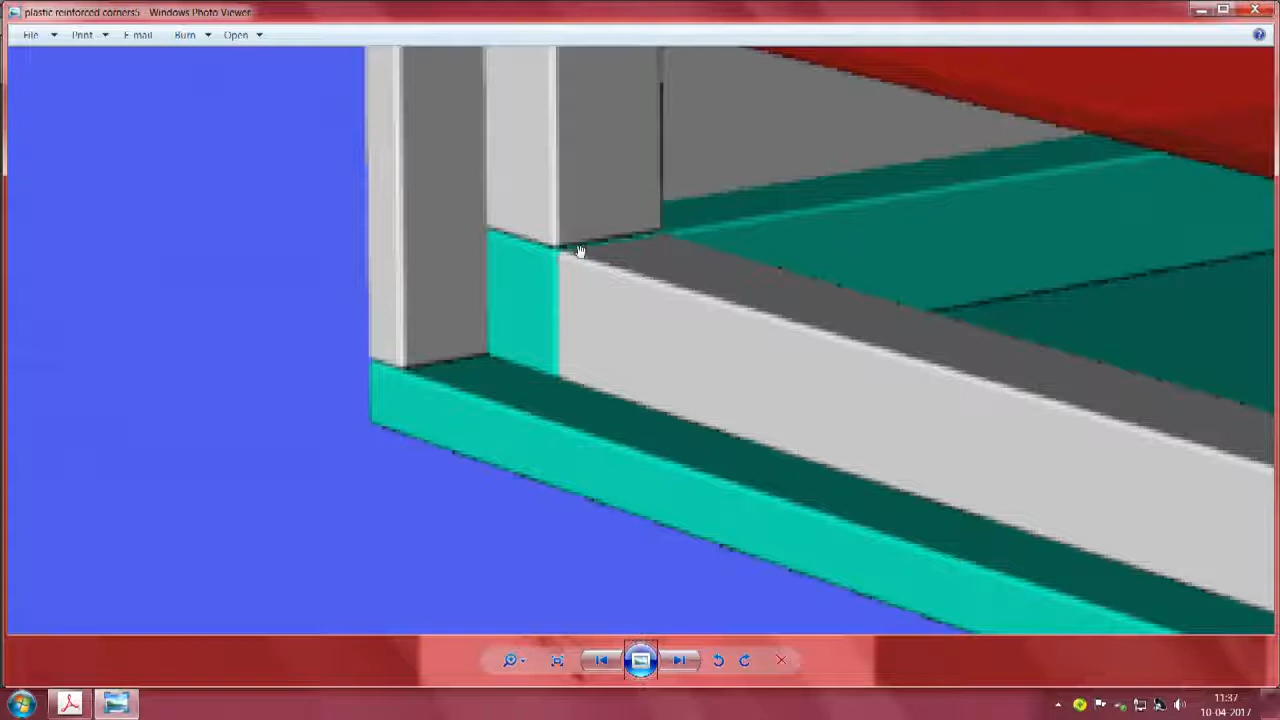 plastic reinforced corners5 - Windows Photo Viewer
File Print E-mail Burn Open
11:37
10-04-2017